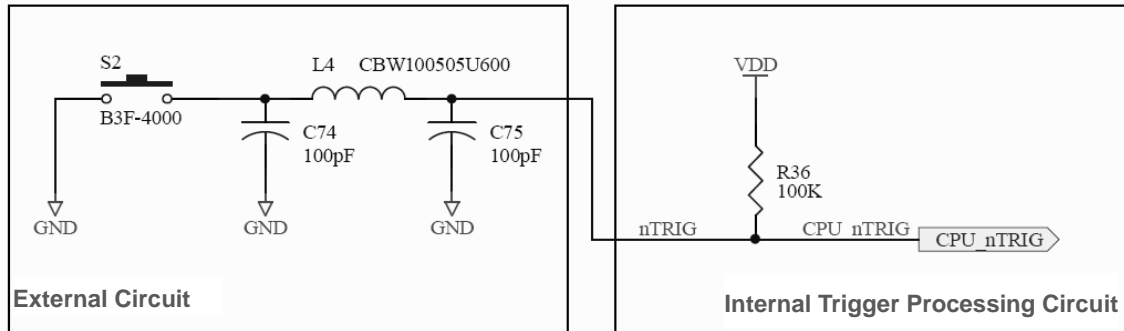 S2
B3F-4000
L4 CBW100505U600
C74
100pF
C75
100pF
GND
GND
GND
External Circuit
VDD
R36
100K
nTRIG
CPU_nTRIG
CPU_nTRIG
Internal Trigger Processing Circuit